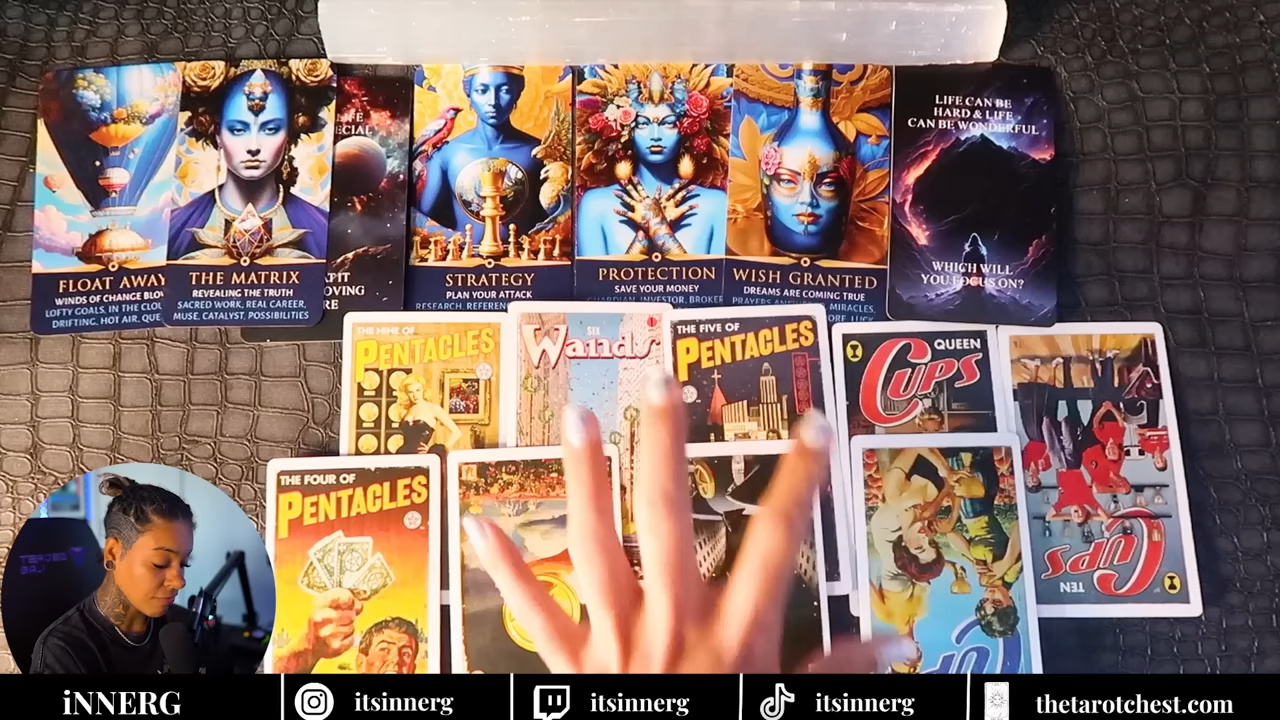 FLOAT AWAY
WINDS OF CHANGE BLOW
LOFTY GOALS, IN THE CLOU
DRIFTING, HOT AIR, QUE
THE MATRIX
REVEALING THE TRUTH
SACRED WORK, REAL CAREER,
MUSE, CATALYST, POSSIBILITIES
STRATEGY
PLAN YOUR ATTACK
PROTECTION
SAVE YOUR MONEY
GUARDIAN, INVESTOR, BROKER
WISH GRANTED
DREAMS ARE COMING TRUE
LIFE CAN BE
HARD & LIFE
CAN BE WONDERFUL
WHICH WILL
YOU FOCUS ON?
THE NINE OF
PENTACLES
SIX
Wands
THE FIVE OF
PENTACLES
QUEEN
CUPS
THE FOUR OF
PENTACLES
CUPS
TEN
iNNERG
itsinnerg
itsinnerg
itsinnerg
thetarotchest.com